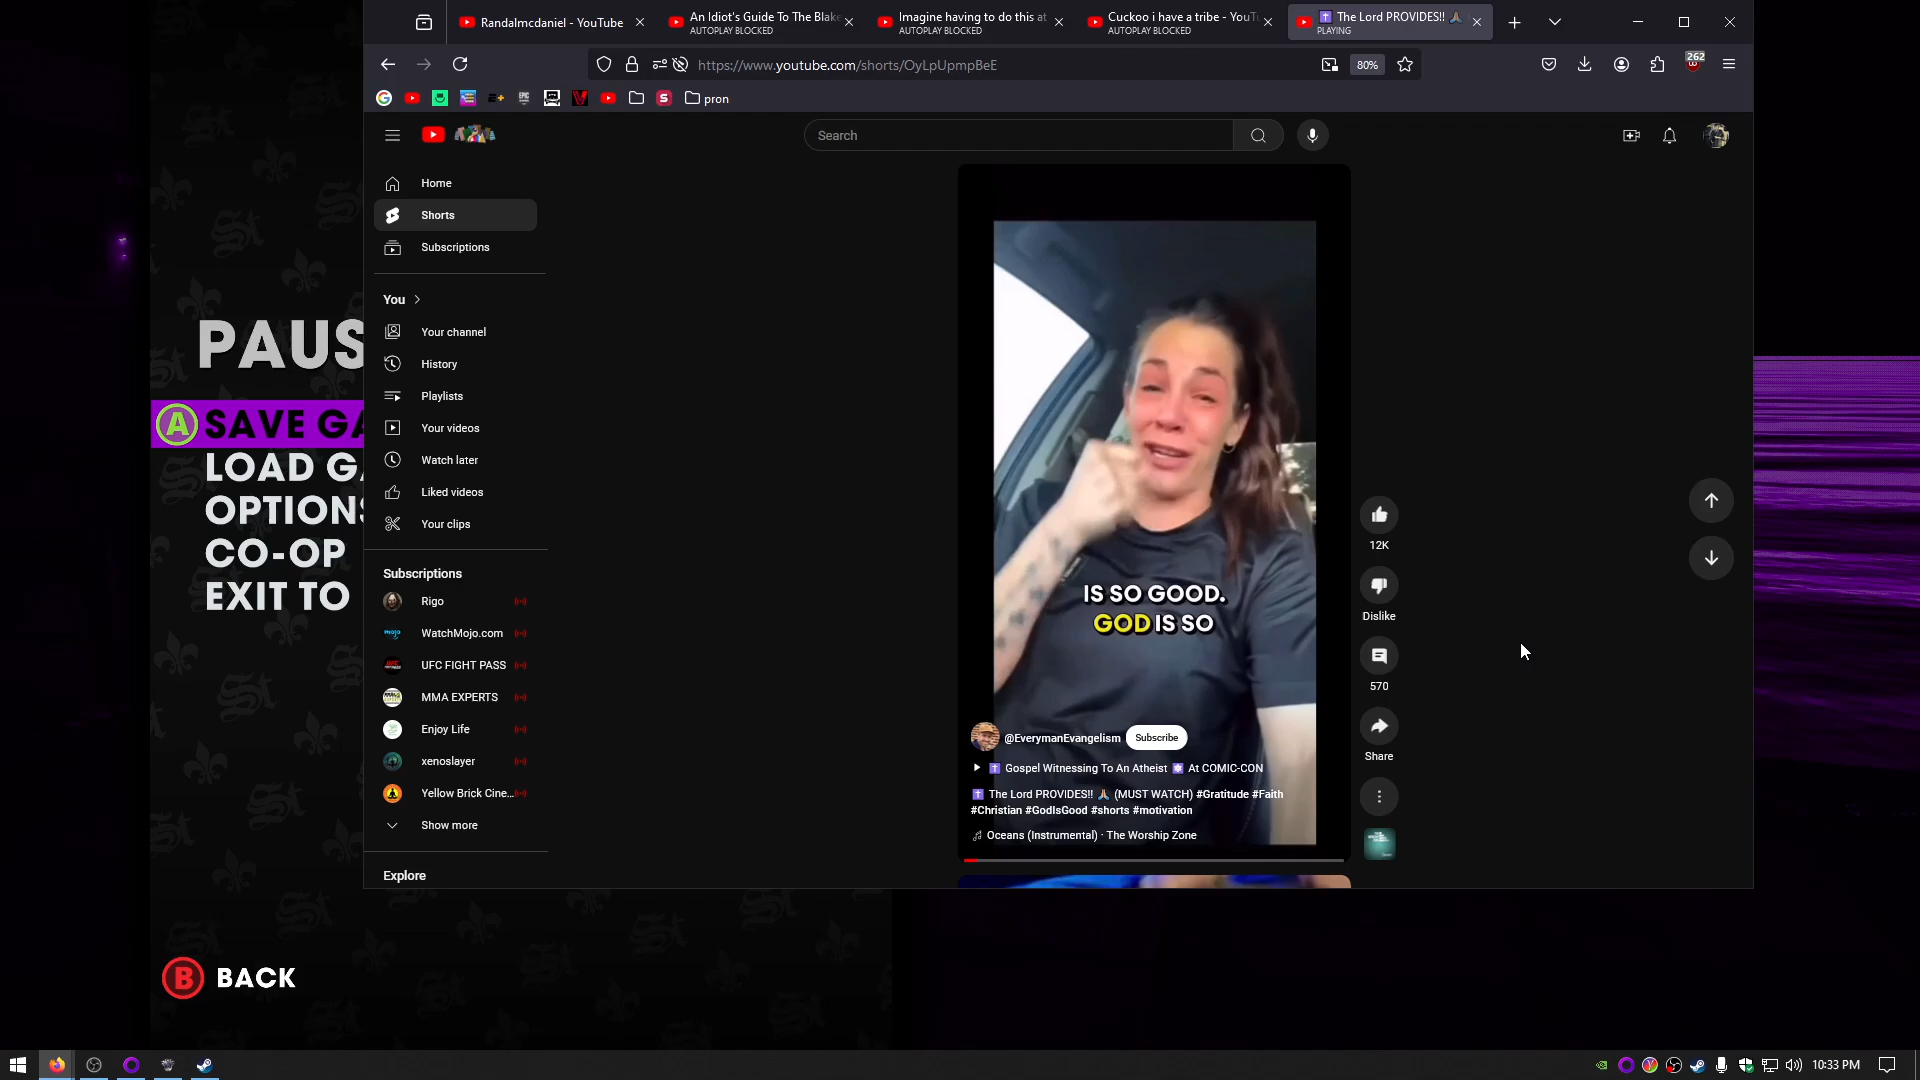 Randalmcdaniel - YouTube
An Idiot's Guide To The Blake
AUTOPLAY BLOCKED
Imagine having to do this at
AUTOPLAY BLOCKED
Cuckoo i have a tribe - YouTu
AUTOPLAY BLOCKED
The Lord PROVIDES!!
PLAYING
https://www.youtube.com/shorts/OyLpUpmpBeE
80%
262
pron
Search
Home
Shorts
Subscriptions
You
Your channel
History
Playlists
Your videos
Watch later
Liked videos
Your clips
Subscriptions
Rigo
WatchMojo.com
UFC FIGHT PASS
MMA EXPERTS
Enjoy Life
xenoslayer
Yellow Brick Cine...
Show more
Explore
PAUS
A SAVE GA
LOAD GA
OPTIONS
CO-OP
EXIT TO
B BACK
IS SO GOOD.
GOD IS SO
@EverymanEvangelism Subscribe
Gospel Witnessing To An Atheist At COMIC-CON
The Lord PROVIDES!! (MUST WATCH) #Gratitude #Faith
#Christian #GodIsGood #shorts #motivation
Oceans (Instrumental) · The Worship Zone
12K
Dislike
570
Share
10:33 PM